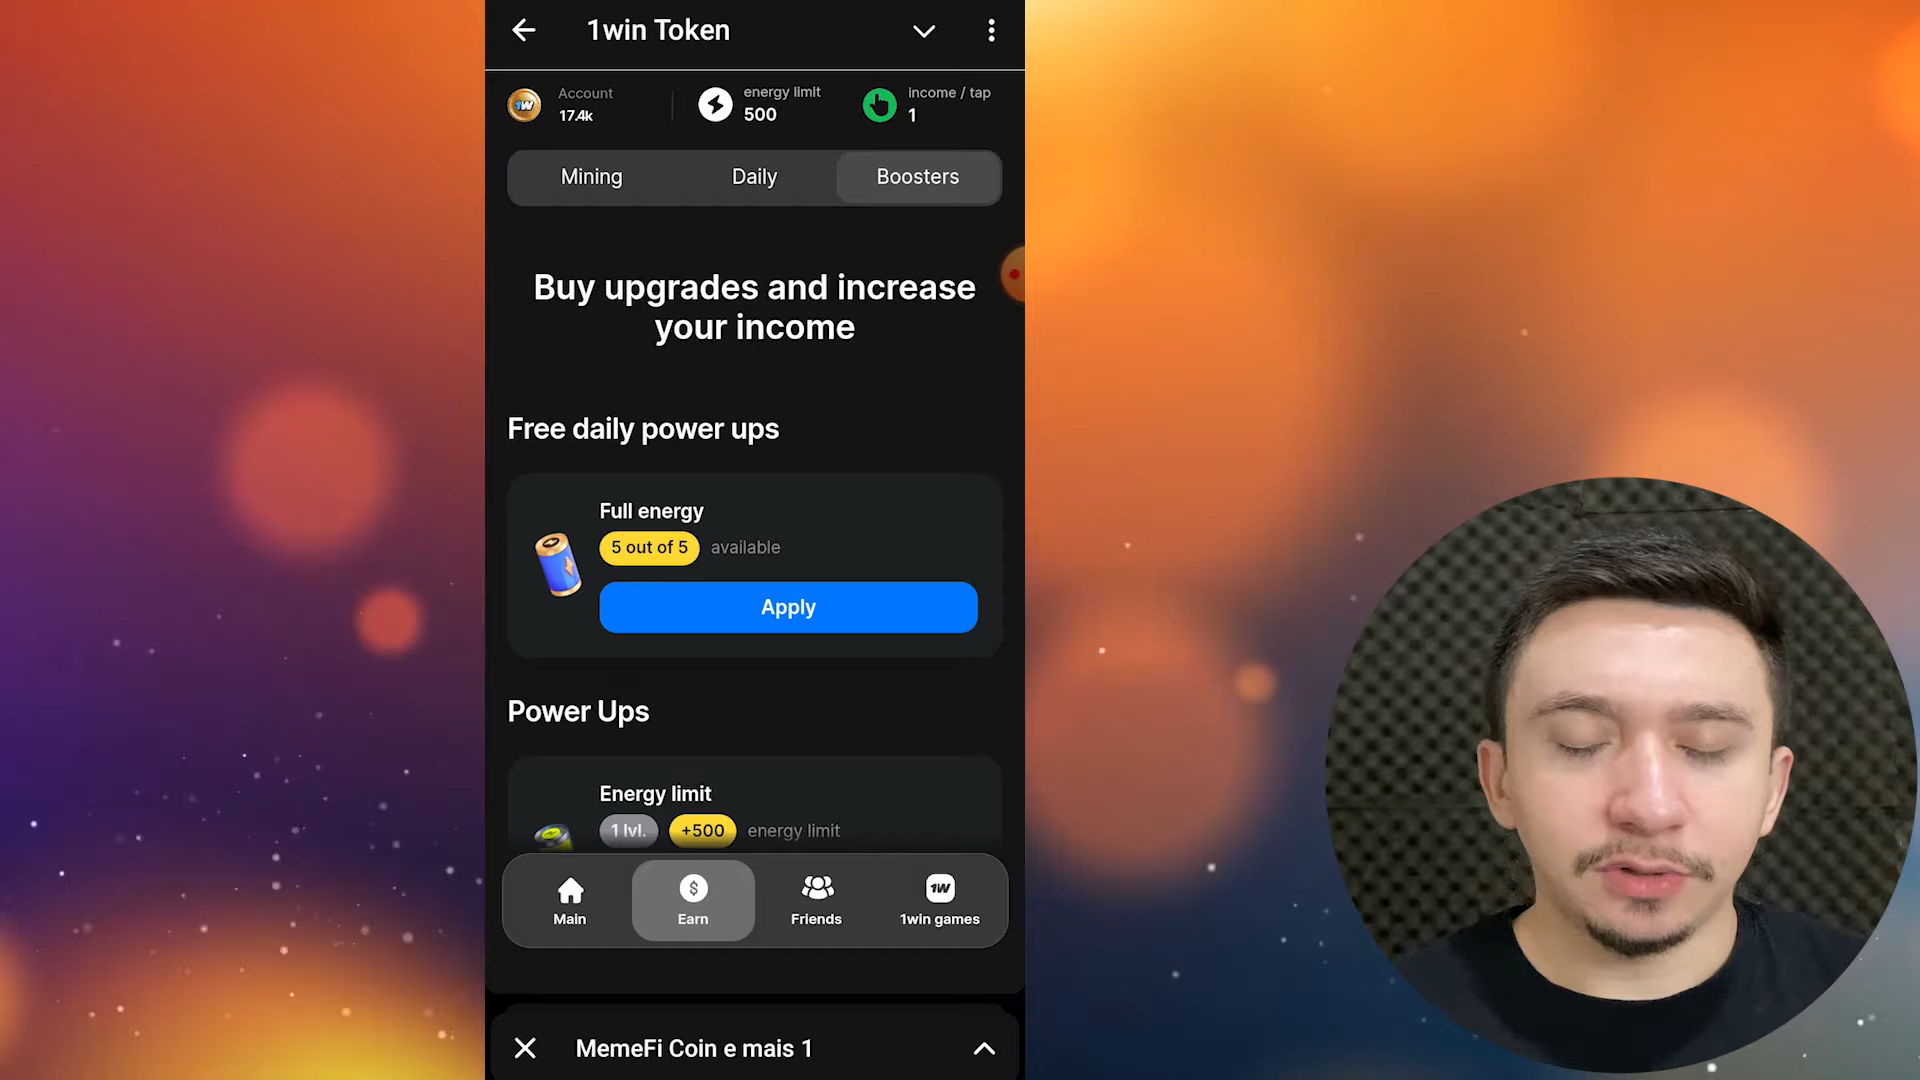 1win Token
Account
17.4k
energy limit
500
income / tap
1
Mining
Daily
Boosters
Buy upgrades and increase
your income
Free daily power ups
Full energy
5 out of 5 available
Apply
Power Ups
Energy limit
1 lvl. +500 energy limit
Main
Earn
Friends
1W
1win games
MemeFi Coin e mais 1